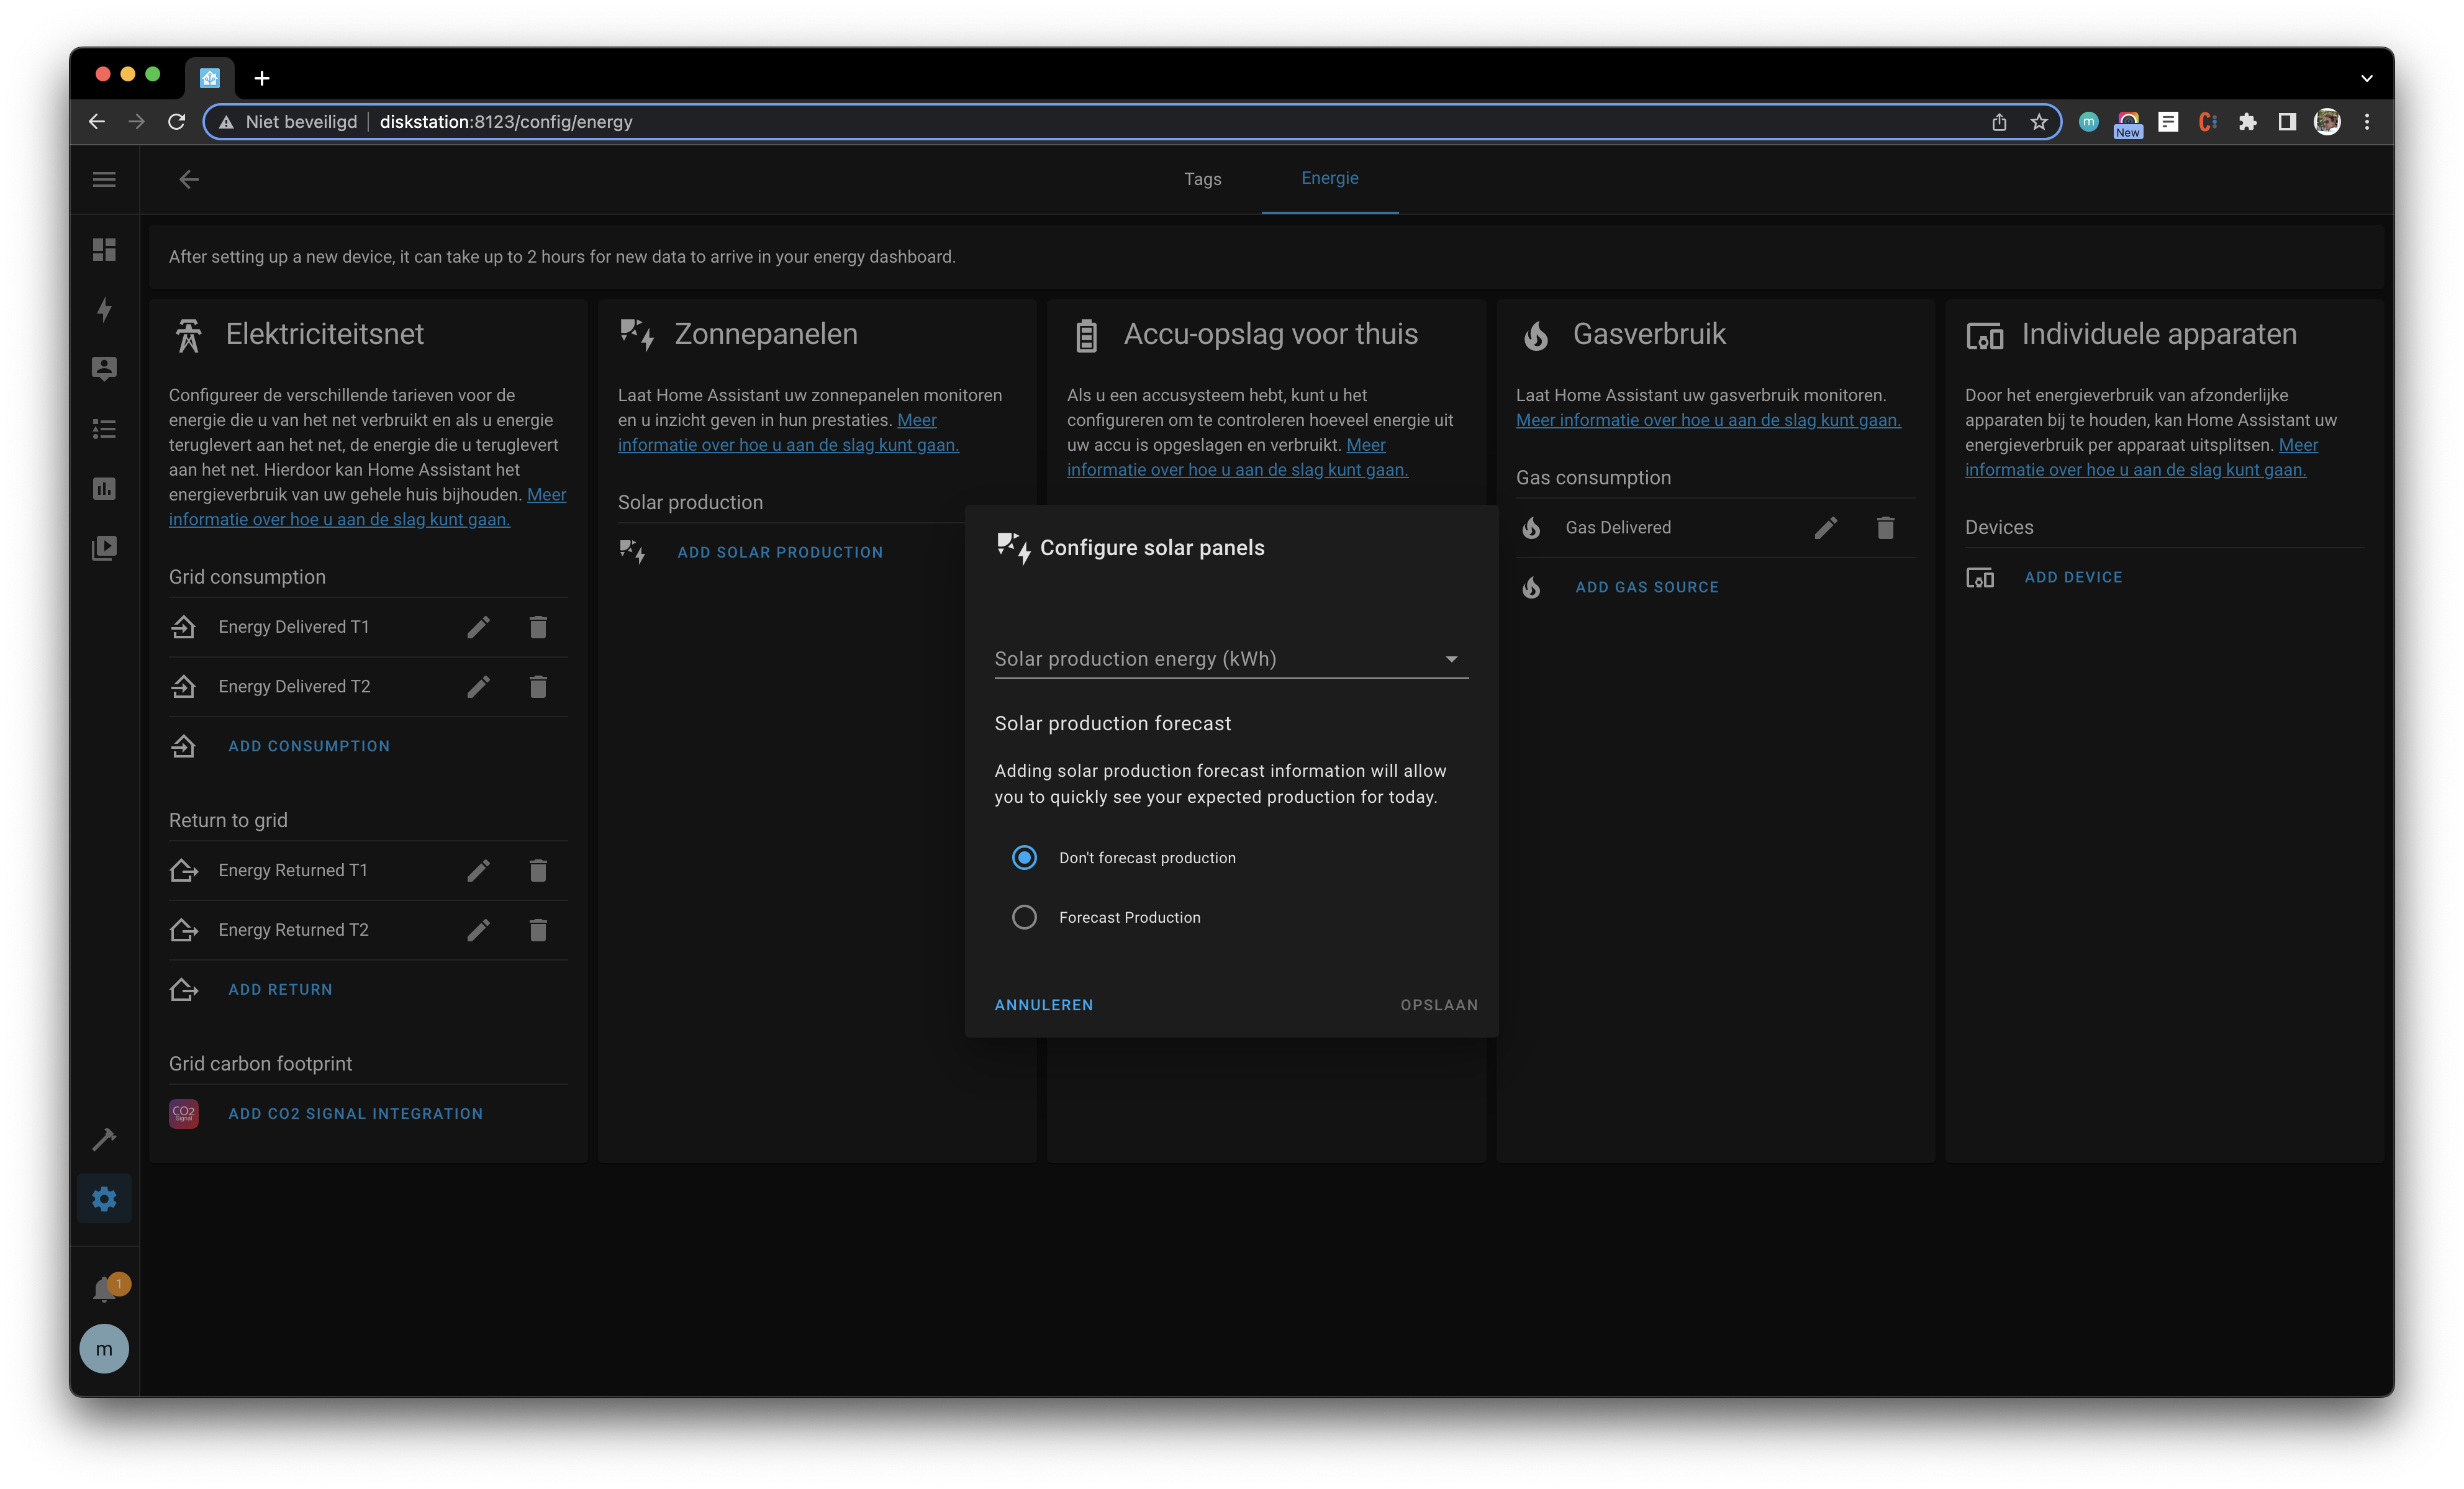 Niet beveiligd
diskstation:8123/config/energy
m
New
Tags
Energie
After setting up a new device, it can take up to 2 hours for new data to arrive in your energy dashboard.
Elektriciteitsnet
Configureer de verschillende tarieven voor de
energie die u van het net verbruikt en als u energie
teruglevert aan het net, de energie die u teruglevert
aan het net. Hierdoor kan Home Assistant het
energieverbruik van uw gehele huis bijhouden. Meer
informatie over hoe u aan de slag kunt gaan.
Grid consumption
Energy Delivered T1
Energy Delivered T2
ADD CONSUMPTION
Return to grid
Energy Returned T1
Energy Returned T2
ADD RETURN
Grid carbon footprint
CO2
Signal
ADD CO2 SIGNAL INTEGRATION
Zonnepanelen
Laat Home Assistant uw zonnepanelen monitoren
en u inzicht geven in hun prestaties. Meer
informatie over hoe u aan de slag kunt gaan.
Solar production
ADD SOLAR PRODUCTION
Accu-opslag voor thuis
Als u een accusysteem hebt, kunt u het
configureren om te controleren hoeveel energie uit
uw accu is opgeslagen en verbruikt. Meer
informatie over hoe u aan de slag kunt gaan.
Gasverbruik
Laat Home Assistant uw gasverbruik monitoren.
Meer informatie over hoe u aan de slag kunt gaan.
Gas consumption
Gas Delivered
ADD GAS SOURCE
Individuele apparaten
Door het energieverbruik van afzonderlijke
apparaten bij te houden, kan Home Assistant uw
energieverbruik per apparaat uitsplitsen. Meer
informatie over hoe u aan de slag kunt gaan.
Devices
ADD DEVICE
Configure solar panels
Solar production energy (kWh)
Solar production forecast
Adding solar production forecast information will allow
you to quickly see your expected production for today.
Don't forecast production
Forecast Production
ANNULEREN
OPSLAAN
1
m